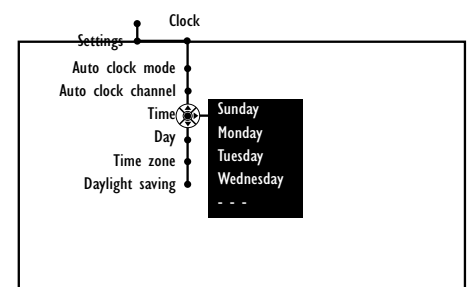 Clock
Settings
Auto clock mode
Auto clock channel
Time
Day
Time zone
Daylight saving
Sunday
Monday
Tuesday
Wednesday
- - -